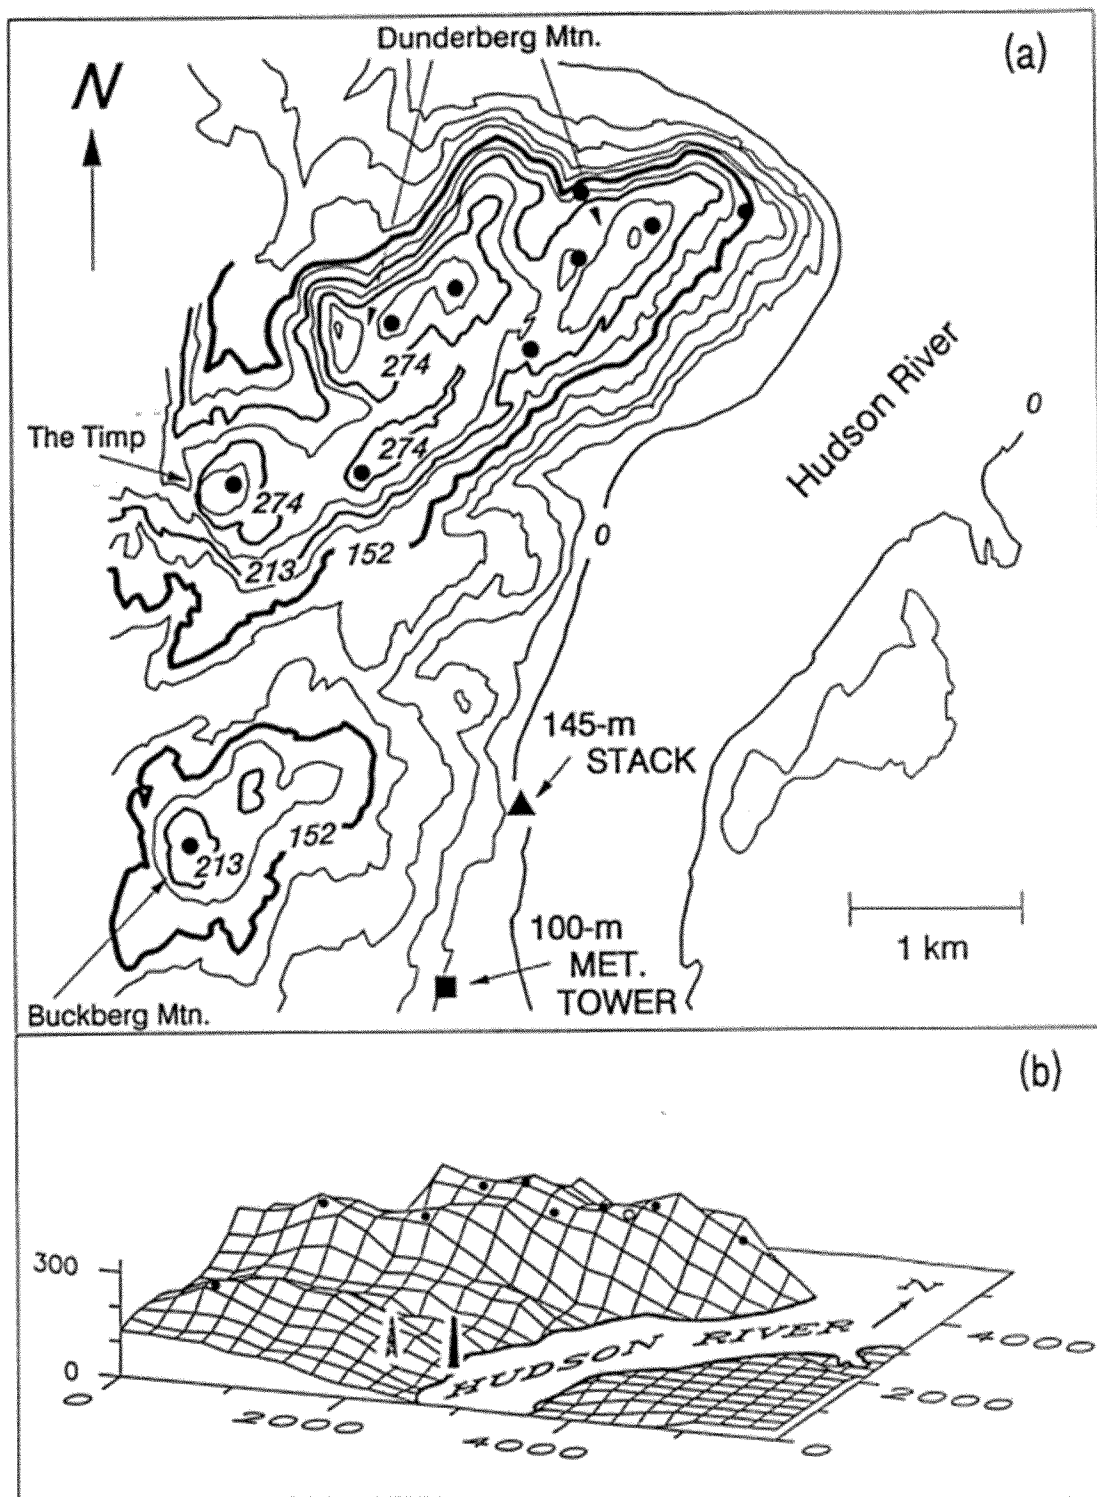 Dunderberg Mtn.
(a)
N
274
The Timp
274
274
213
152
Hudson River
0
0
145-m
STACK
152
213
100-m
MET.
TOWER
1 km
Buckberg Mtn.
(b)
300
0
N
HUDSON RIVER
4000
2000
0
0
2000
4000